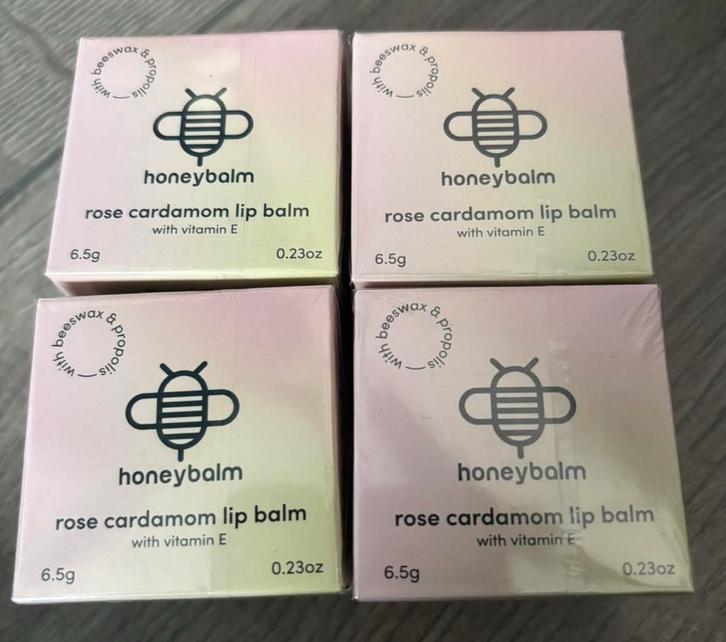 with beeswax & propolis
honeybalm
rose cardamom lip balm
with vitamin E
6.5g 0.23oz
with beeswax & propolis
honeybalm
rose cardamom lip balm
with vitamin E
6.5g 0.23oz
with beeswax & propolis
honeybalm
rose cardamom lip balm
with vitamin E
6.5g 0.23oz
with beeswax & propolis
honeybalm
rose cardamom lip balm
with vitamin E
6.5g 0.23oz